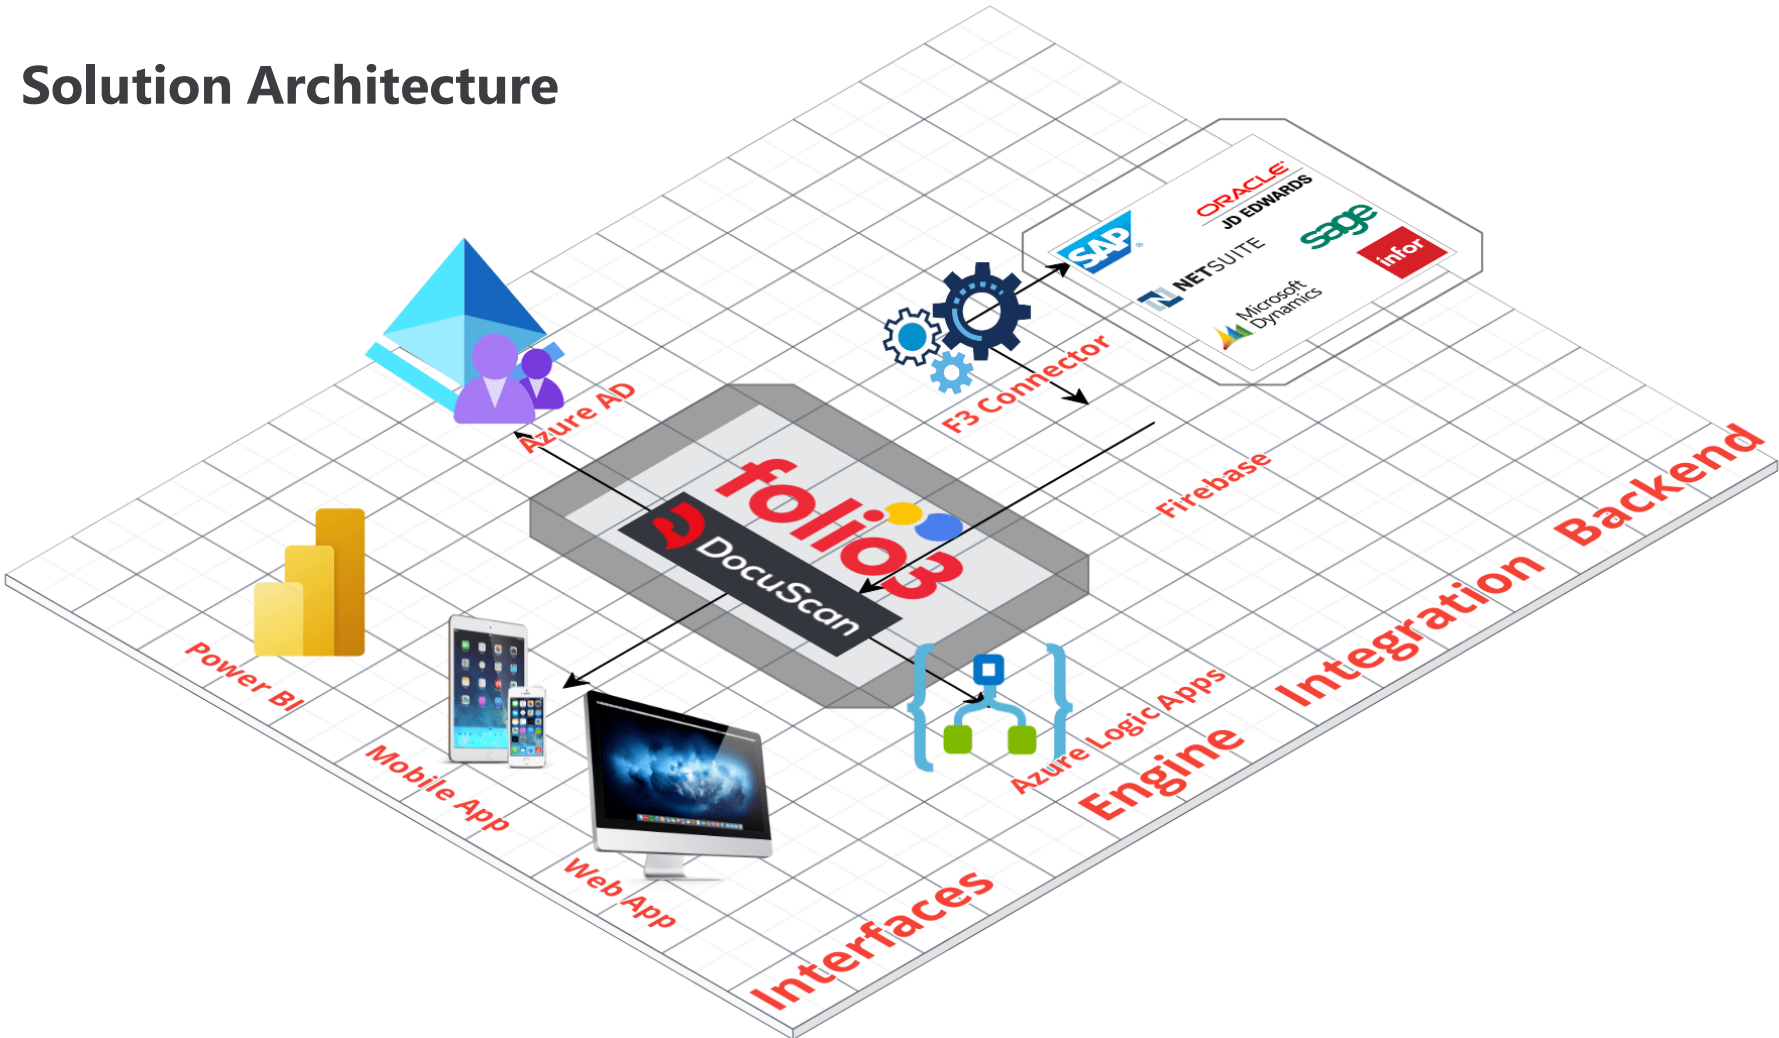 Solution Architecture
ORACLE
JD EDWARDS
SAP
®
sage
NETSUITE
infor
N
Microsoft
Dynamics
F3 Connector
Azure AD
folio3
DocuScan
Firebase
Backend
Integration
Power BI
Azure Logic Apps
Mobile App
Engine
Web App
Interfaces